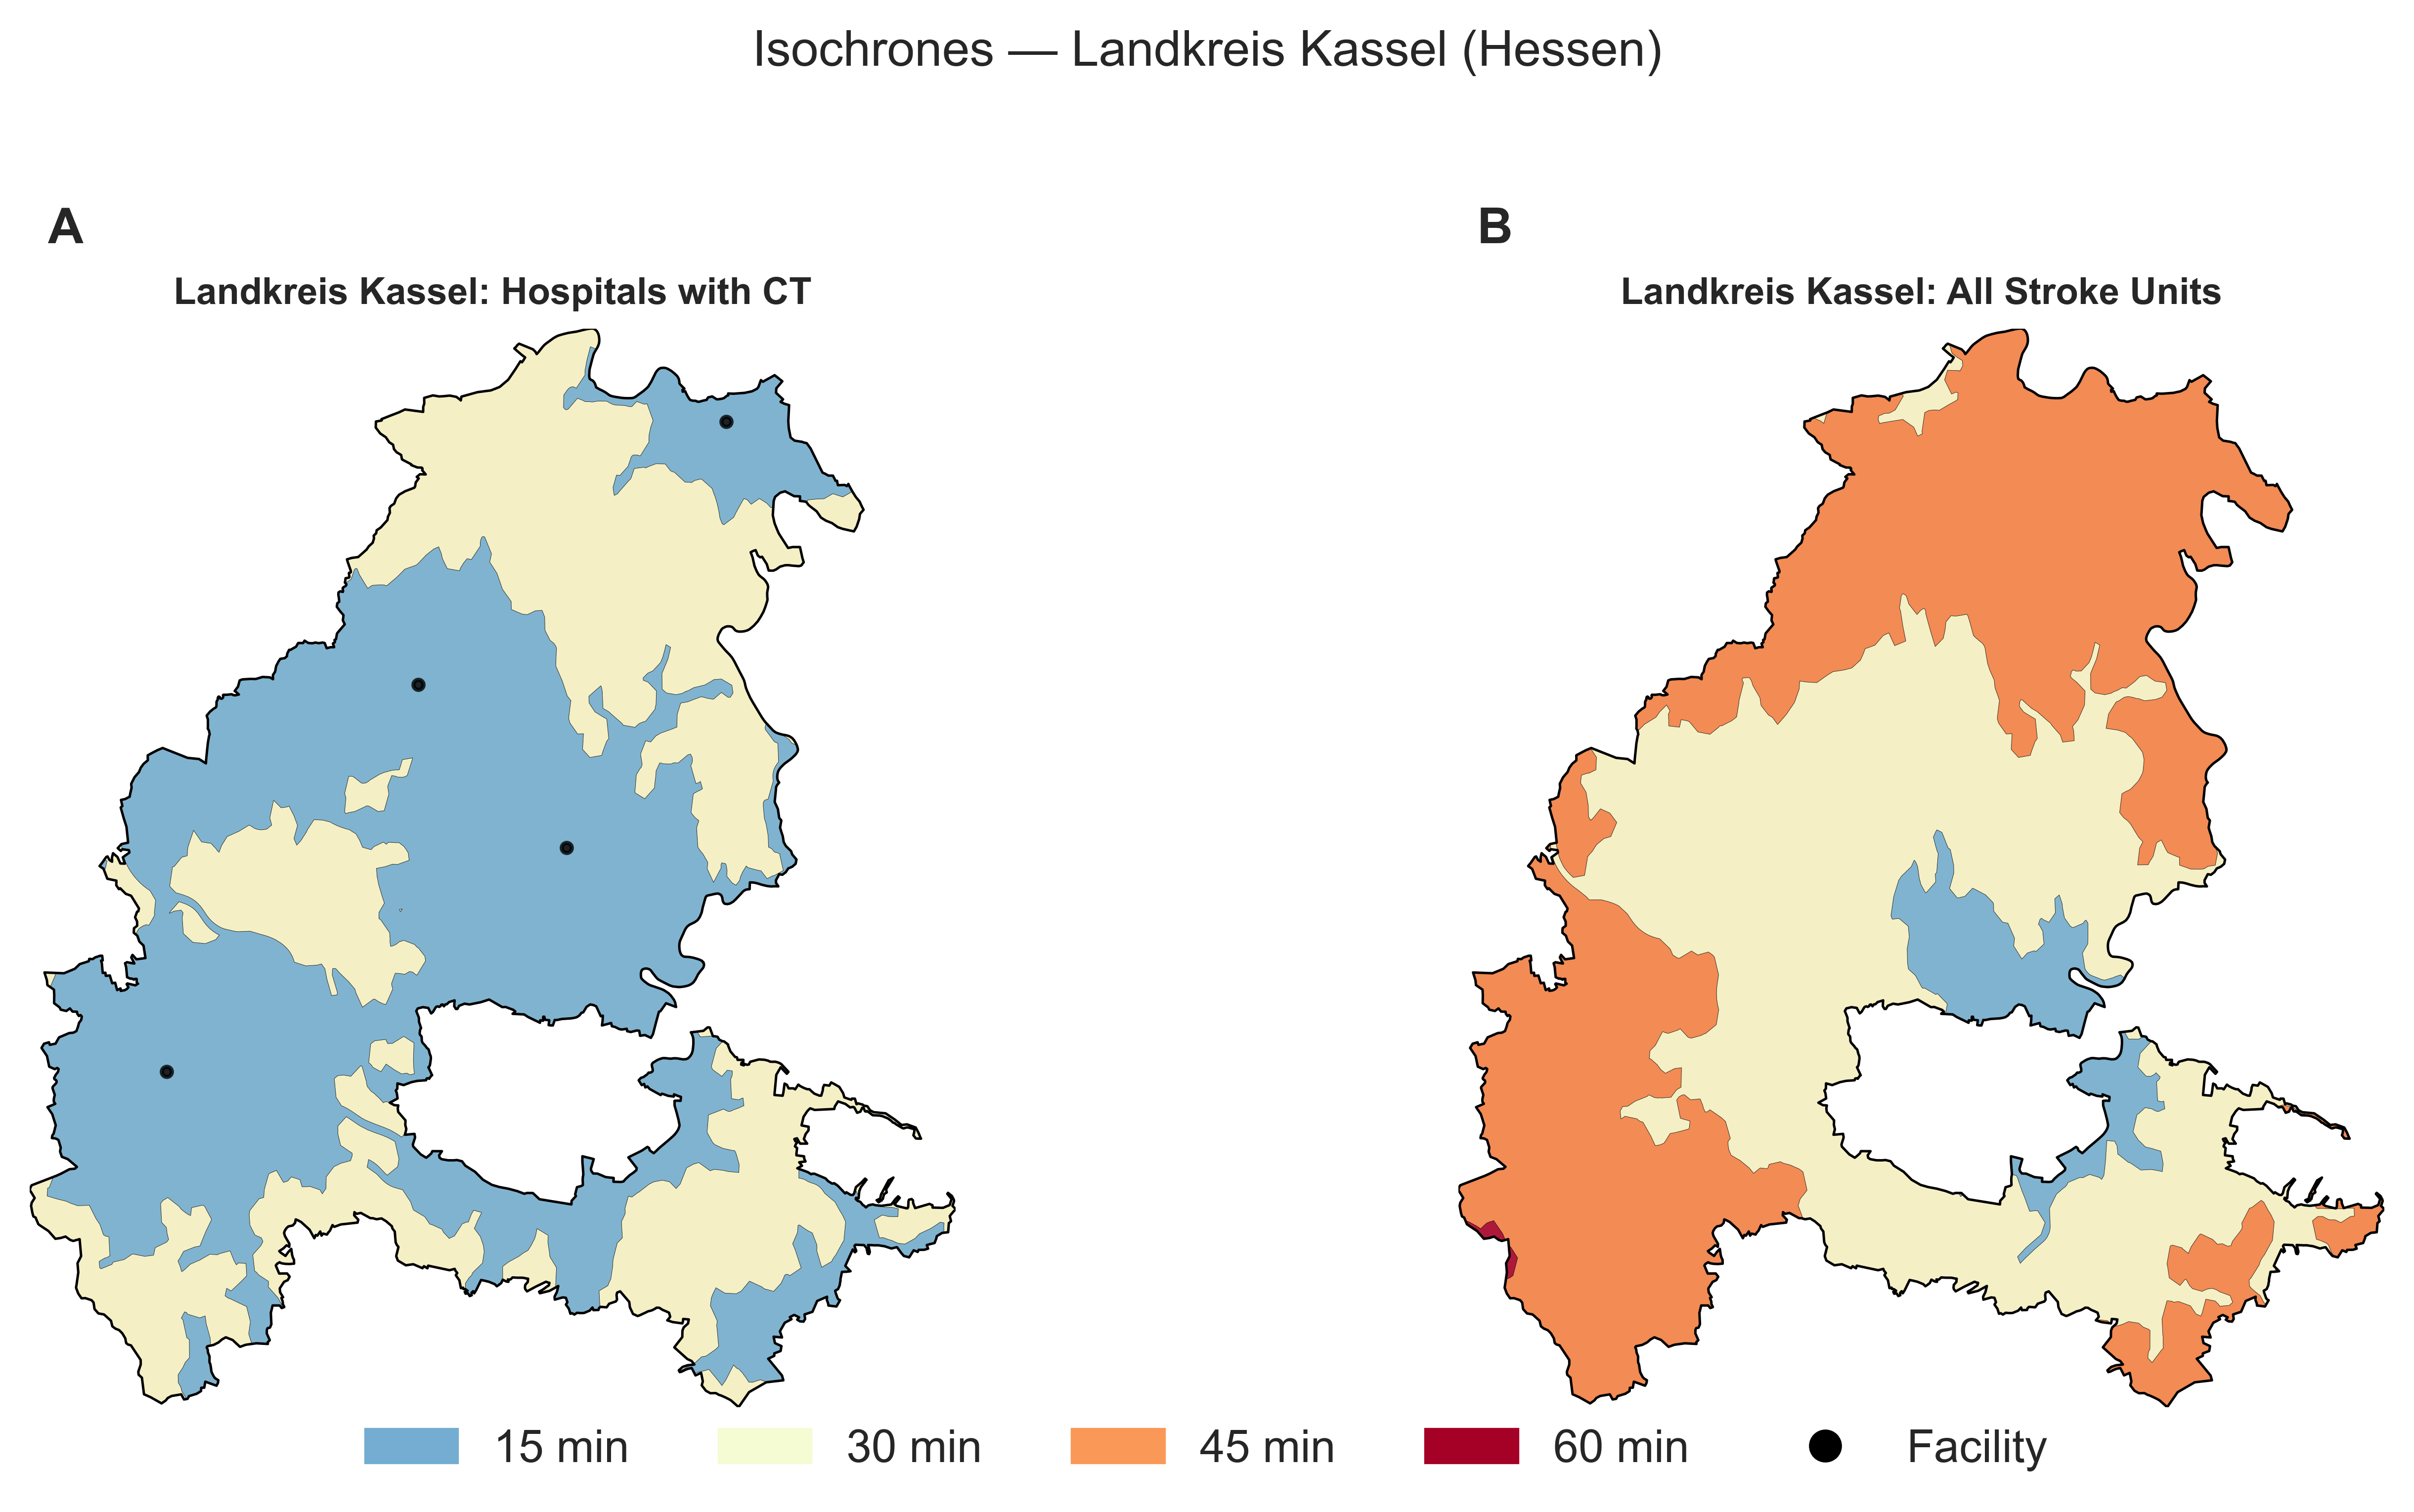 Isochrones — Landkreis Kassel (Hessen)
A
B
Landkreis Kassel: Hospitals with CT
Landkreis Kassel: All Stroke Units
15 min
30 min
45 min
60 min
Facility